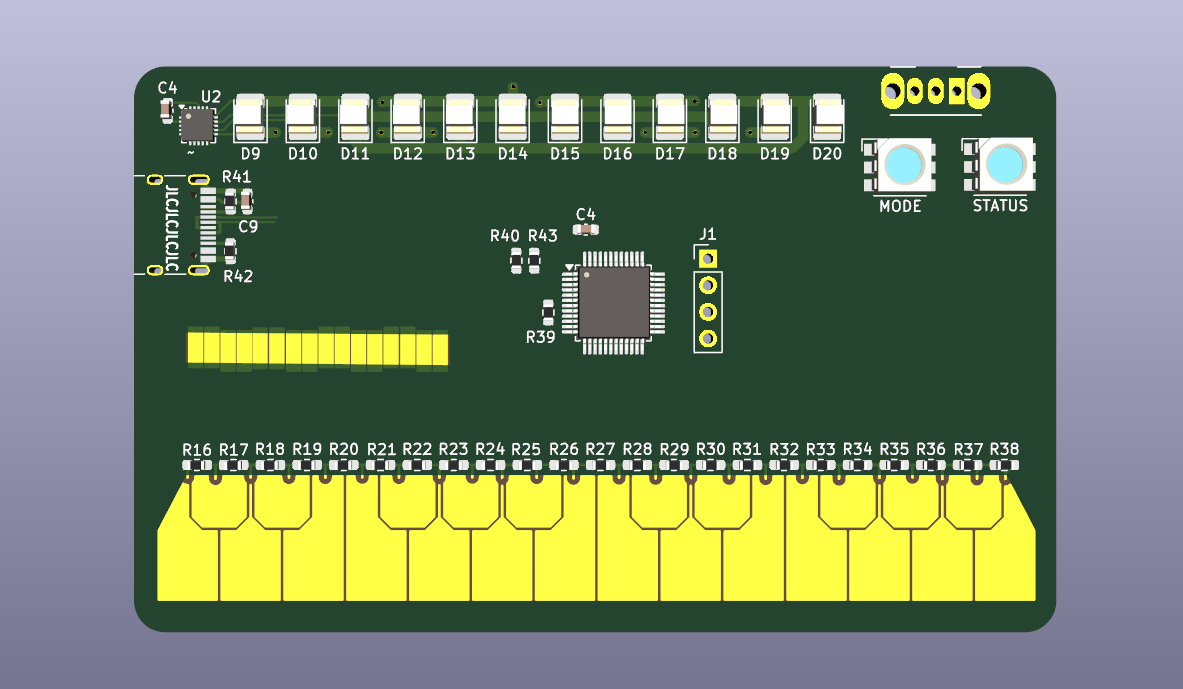 C4
U2
~
D9 D10 D11 D12 D13 D14 D15 D16 D17 D18 D19 D20
MODE
STATUS
R41
C9
R42
JLCJLCJLCJLC
C4
R40 R43
R39
J1
R16 R17 R18 R19 R20 R21 R22 R23 R24 R25 R26 R27 R28 R29 R30 R31 R32 R33 R34 R35 R36 R37 R38